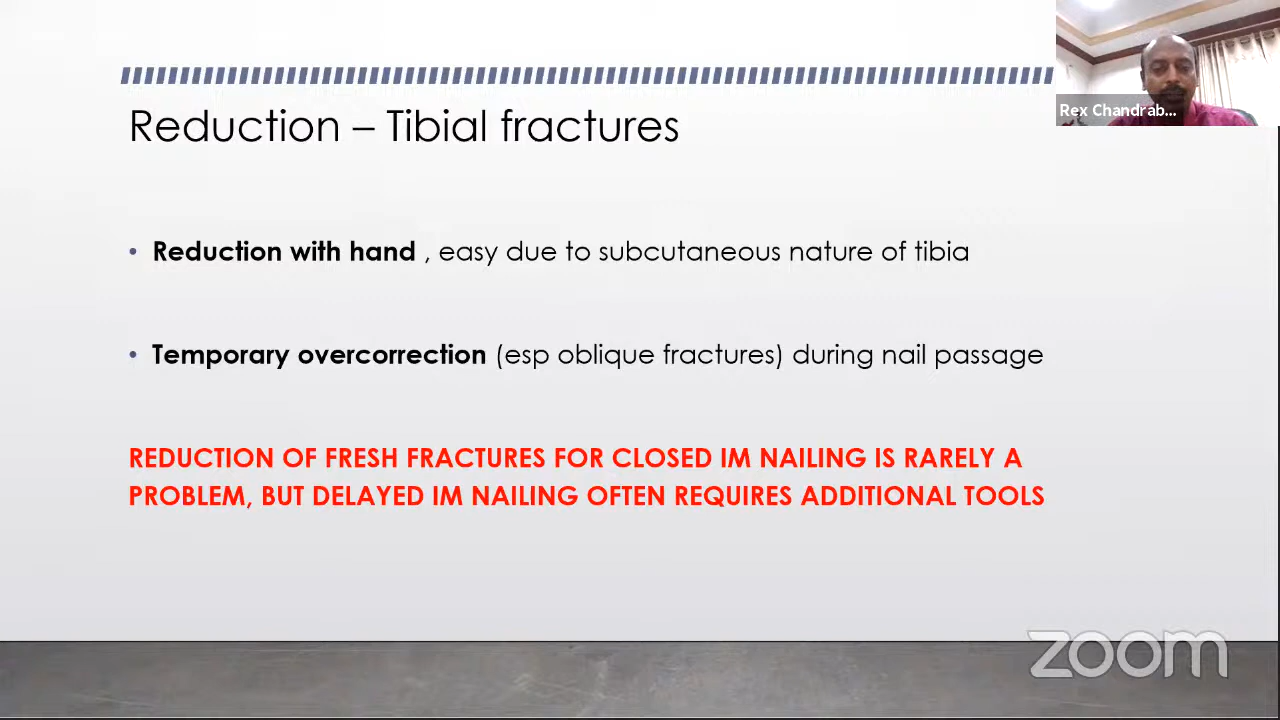 Rex Chandrab...
Reduction – Tibial fractures
• Reduction with hand , easy due to subcutaneous nature of tibia
• Temporary overcorrection (esp oblique fractures) during nail passage
REDUCTION OF FRESH FRACTURES FOR CLOSED IM NAILING IS RARELY A
PROBLEM, BUT DELAYED IM NAILING OFTEN REQUIRES ADDITIONAL TOOLS
zoom